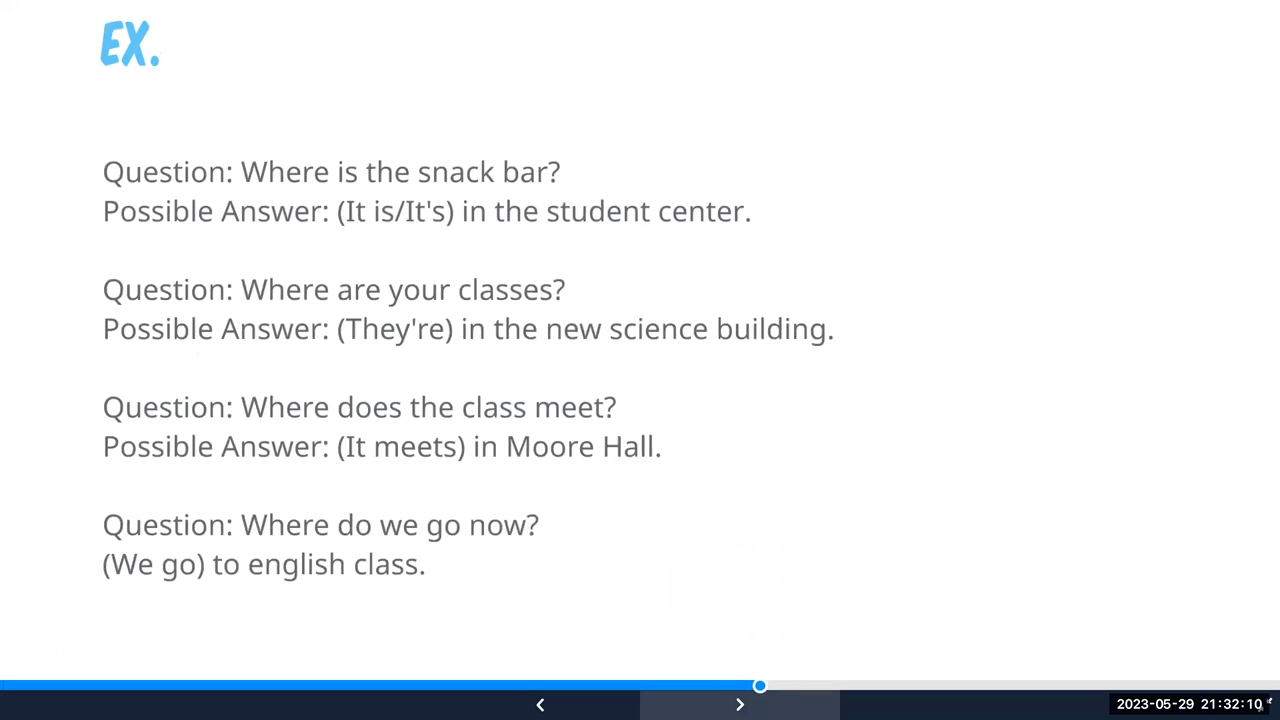 EX.
Question: Where is the snack bar?
Possible Answer: (It is/It's) in the student center.
Question: Where are your classes?
Possible Answer: (They're) in the new science building.
Question: Where does the class meet?
Possible Answer: (It meets) in Moore Hall.
Question: Where do we go now?
(We go) to english class.
2023-05-29 21:32:10